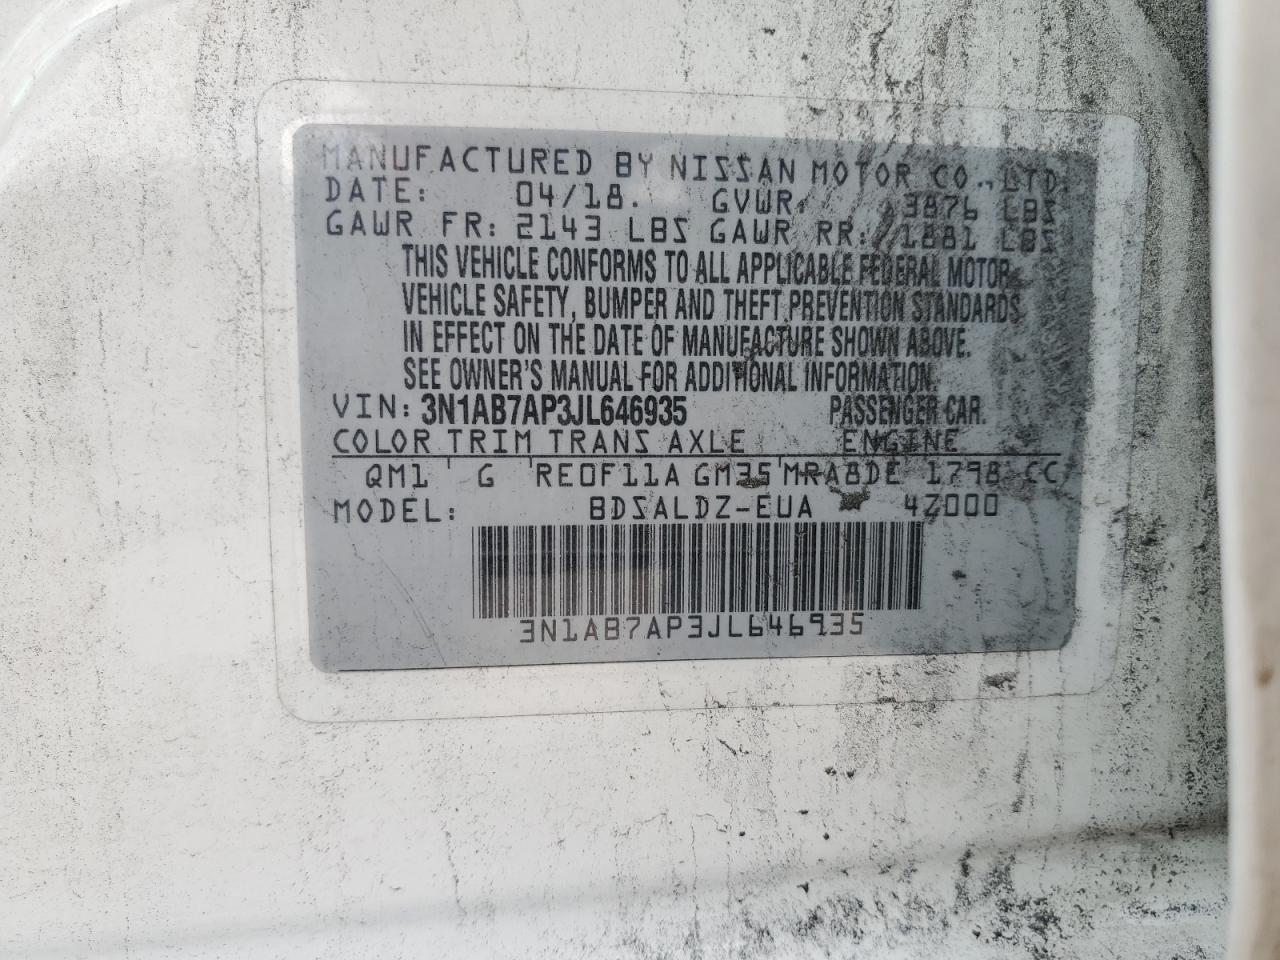 MANUFACTURED BY NISSAN MOTOR CO., LTD.
DATE: 04/18. GVWR: 3876 LBS
GAWR FR: 2143 LBS GAWR RR: 1881 LBS
THIS VEHICLE CONFORMS TO ALL APPLICABLE FEDERAL MOTOR
VEHICLE SAFETY, BUMPER AND THEFT PREVENTION STANDARDS
IN EFFECT ON THE DATE OF MANUFACTURE SHOWN ABOVE.
SEE OWNER'S MANUAL FOR ADDITIONAL INFORMATION.
VIN: 3N1AB7AP3JL646935 PASSENGER CAR.
COLOR TRIM TRANS AXLE ENGINE
QM1 ' G ' RE0F11A GM35 ' MRA8DE 1798 CC
MODEL: BDSALDZ-EUA 4Z000
3N1AB7AP3JL646935